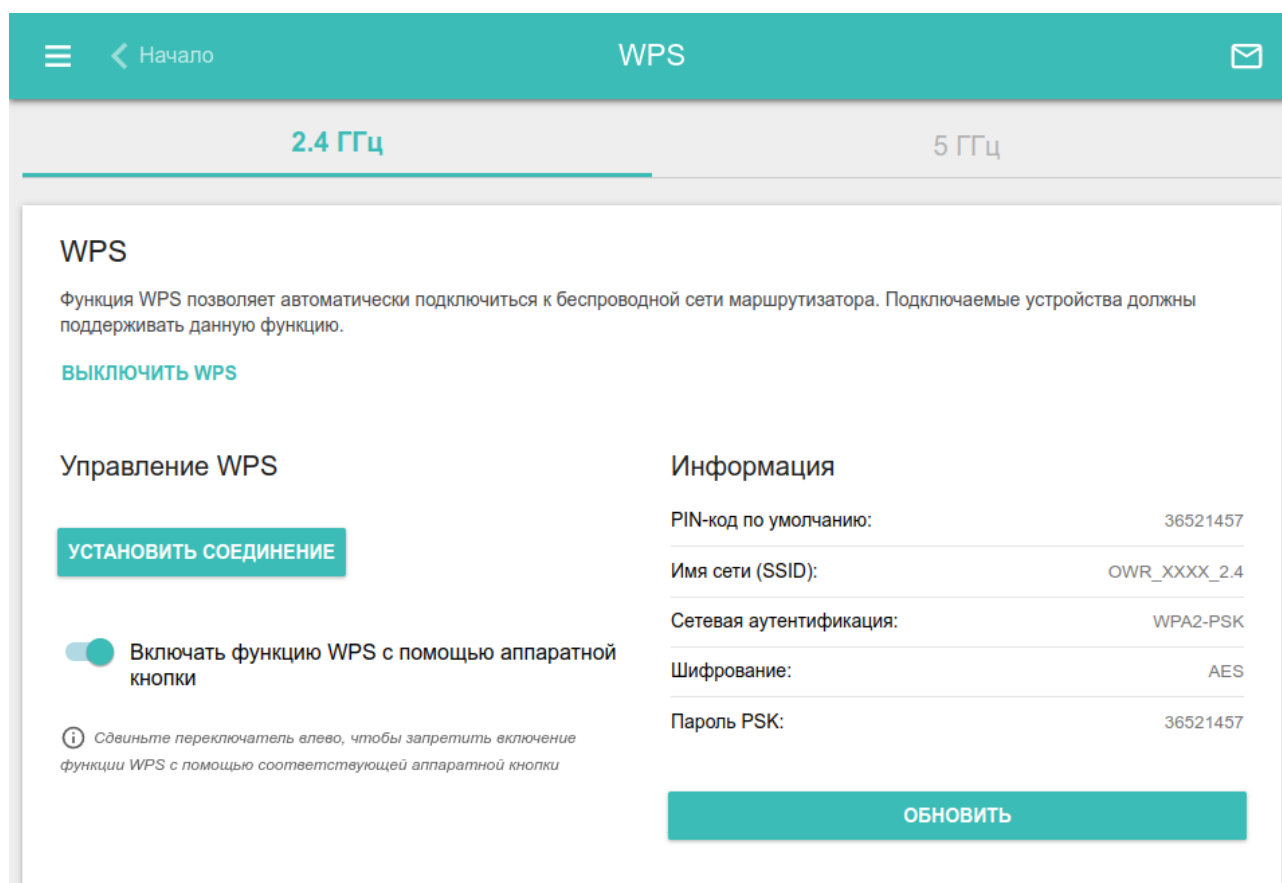 Начало
WPS
2.4 ГГц
5 ГГц
WPS
Функция WPS позволяет автоматически подключиться к беспроводной сети маршрутизатора. Подключаемые устройства должны
поддерживать данную функцию.
ВЫКЛЮЧИТЬ WPS
Управление WPS
УСТАНОВИТЬ СОЕДИНЕНИЕ
Включать функцию WPS с помощью аппаратной
кнопки
Сдвиньте переключатель влево, чтобы запретить включение
функции WPS с помощью соответствующей аппаратной кнопки
Информация
PIN-код по умолчанию: 36521457
Имя сети (SSID): OWR_XXXX_2.4
Сетевая аутентификация: WPA2-PSK
Шифрование: AES
Пароль PSK: 36521457
ОБНОВИТЬ